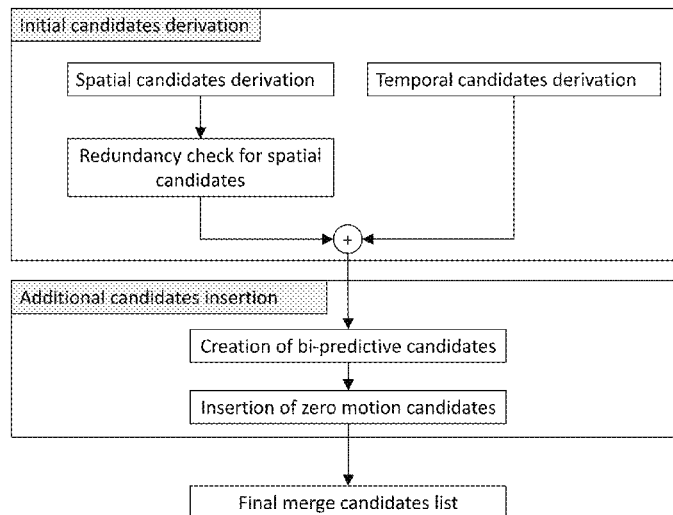 Initial candidates derivation
Spatial candidates derivation
Temporal candidates derivation
Redundancy check for spatial
candidates
+
Additional candidates insertion
Creation of bi-predictive candidates
Insertion of zero motion candidates
Final merge candidates list